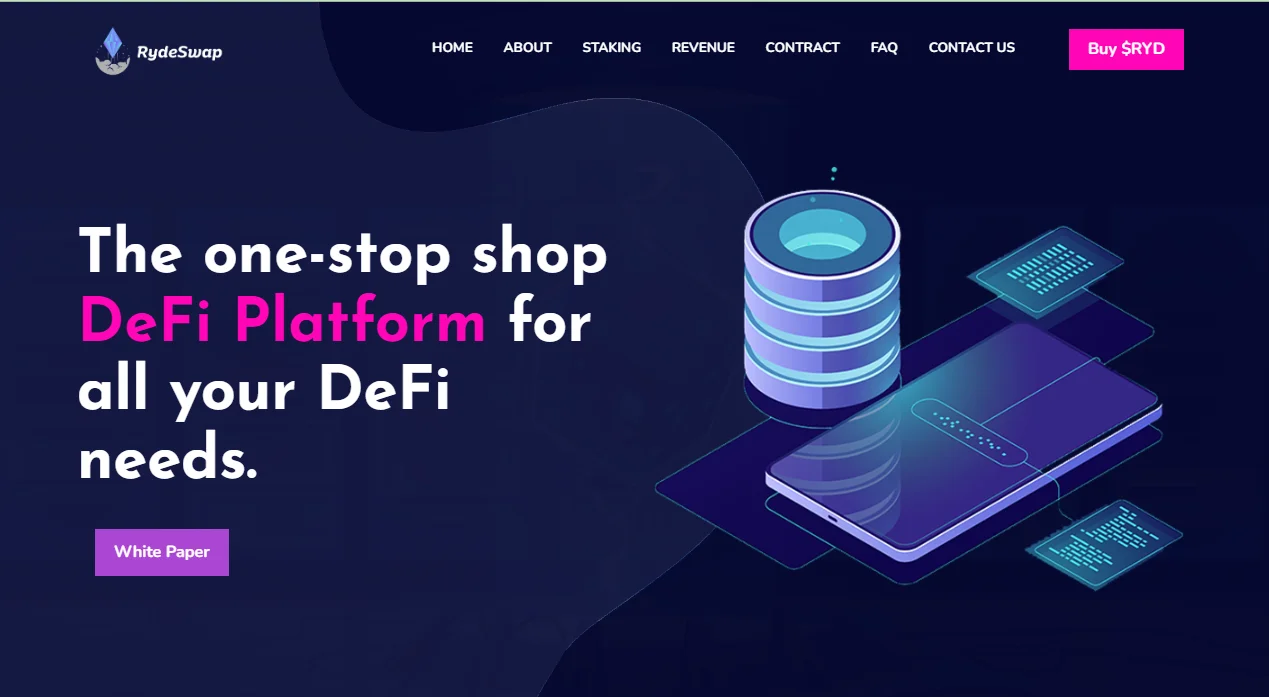 RydeSwap
HOME ABOUT STAKING REVENUE CONTRACT FAQ CONTACT US
Buy $RYD
The one-stop shop
DeFi Platform for
all your DeFi
needs.
White Paper